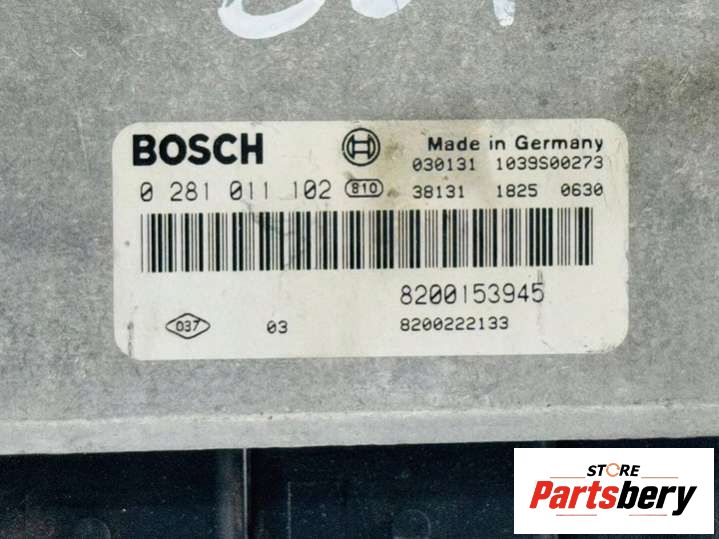 BOSCH
Made in Germany
030131 1039S00273
0 281 011 102 810 38131 1825 0630
8200153945
037 03 8200222133
STORE
Partsbery